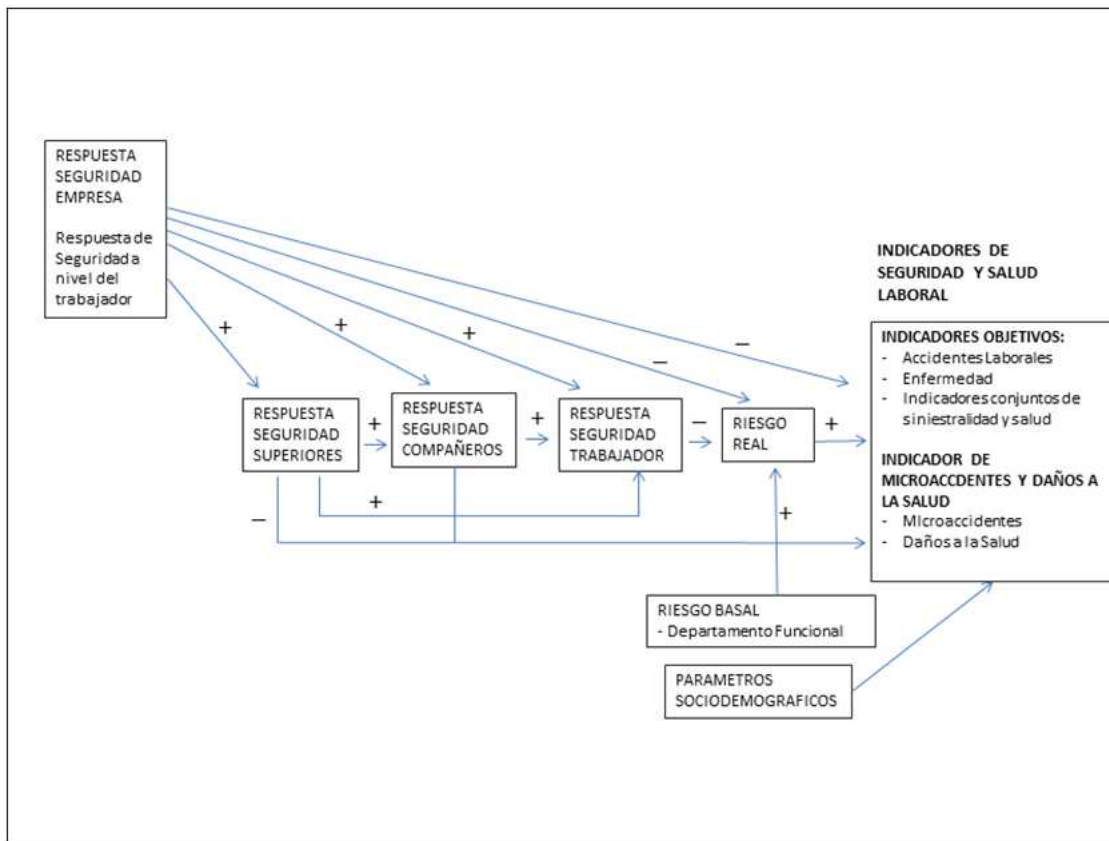 RESPUESTA
SEGURIDAD
EMPRESA
Respuesta de
Seguridad a
nivel del
trabajador
INDICADORES DE
SEGURIDAD Y SALUD
LABORAL
INDICADORES OBJETIVOS:
- Accidentes Laborales
- Enfermedad
- Indicadores conjuntos de
siniestralidad y salud
INDICADOR DE
MICROACCDENTES Y DAÑOS A
LA SALUD
- MIcroaccidentes
- Daños a la Salud
+
+
+
−
−
RESPUESTA
SEGURIDAD
SUPERIORES
+
RESPUESTA
SEGURIDAD
COMPAÑEROS
+
RESPUESTA
SEGURIDAD
TRABAJADOR
−
RIESGO
REAL
+
−
+
+
RIESGO BASAL
- Departamento Funcional
PARAMETROS
SOCIODEMOGRAFICOS